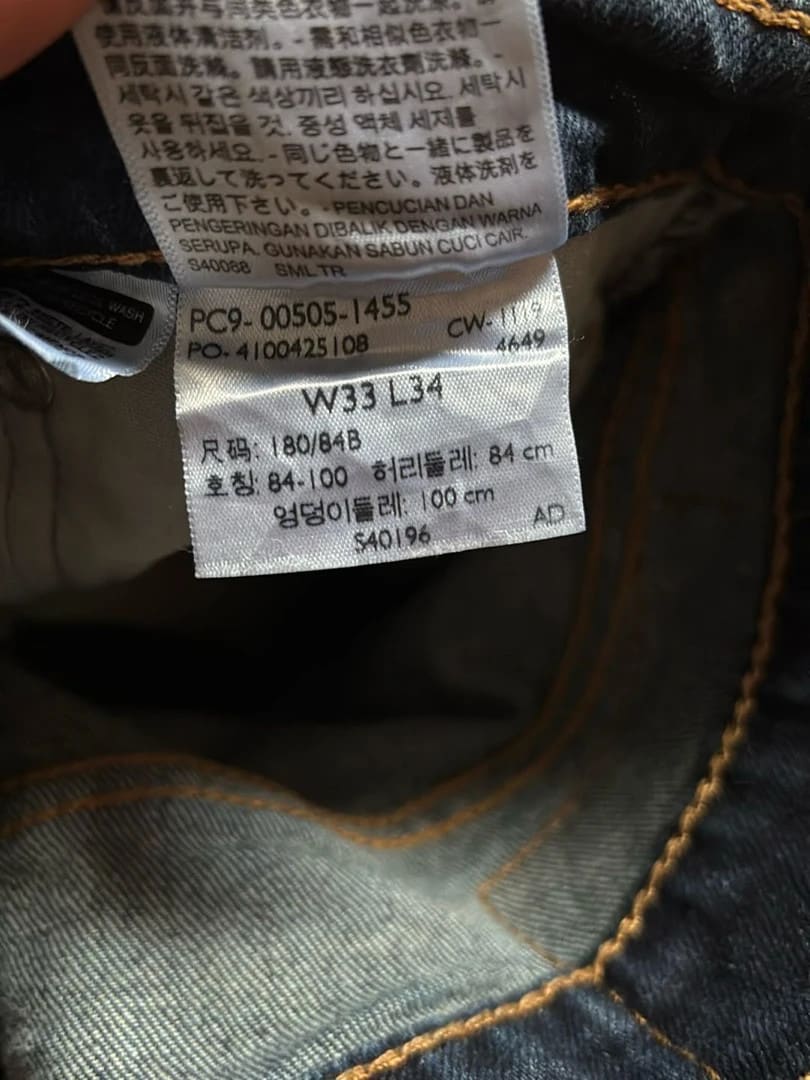 使用液体清洁剂。- 需和相似色衣物一
同反面洗滌。請用液態洗衣劑洗滌。-
세탁시 같은 색상끼리 하십시요. 세탁시
옷을 뒤집을 것. 중성 액체 세제를
사용하세요. - 同じ色物と一緒に製品を
裏返して洗ってください。液体洗剤を
ご使用下さい。- PENCUCIAN DAN
PENGERINGAN DIBALIK DENGAN WARNA
SERUPA. GUNAKAN SABUN CUCI CAIR.
S40088 SML.TR
WASH
PC9- 00505-1455
CW- 1119
PO- 4100425108
4649
W33 L34
尺码: 180/84B
호칭: 84-100 허리둘레: 84 cm
엉덩이둘레: 100 cm
S40196
AD